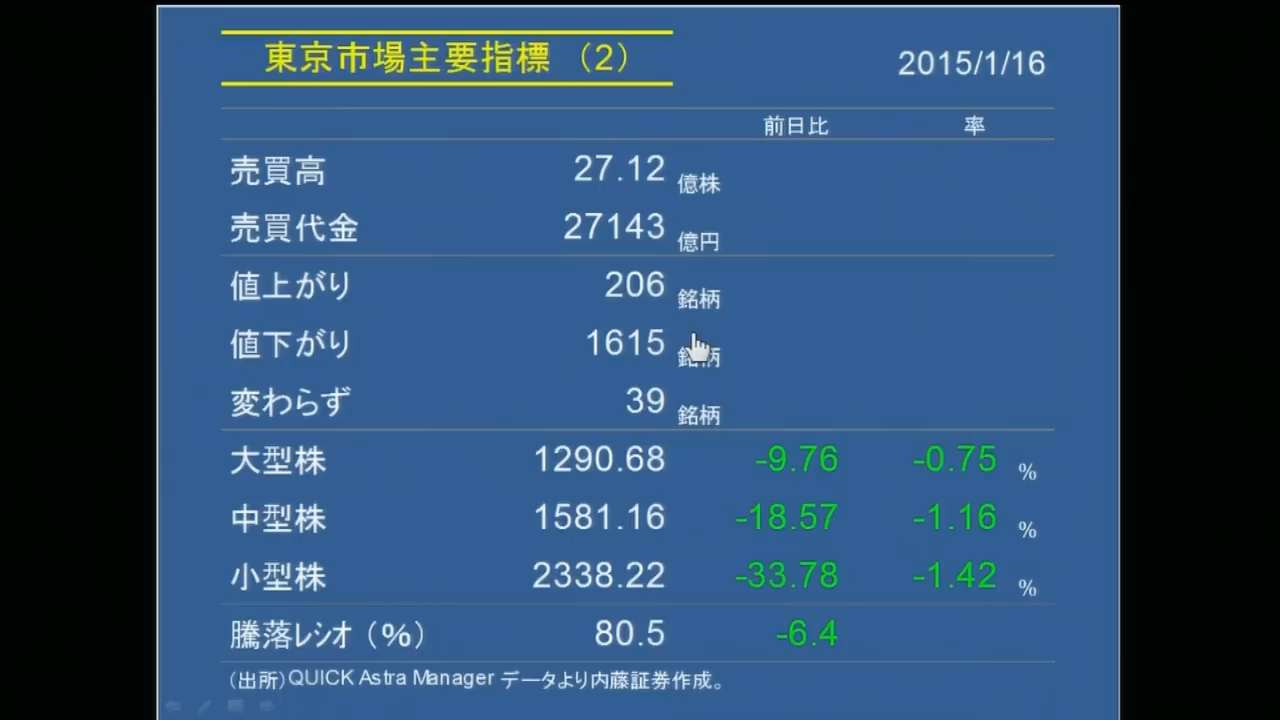 東京市場主要指標 （2） 2015/1/16
前日比 率
売買高 27.12 億株
売買代金 27143 億円
値上がり 206 銘柄
値下がり 1615 銘柄
変わらず 39 銘柄
大型株 1290.68 -9.76 -0.75 %
中型株 1581.16 -18.57 -1.16 %
小型株 2338.22 -33.78 -1.42 %
騰落レシオ（%） 80.5 -6.4
（出所）QUICK Astra Manager データより内藤証券作成。